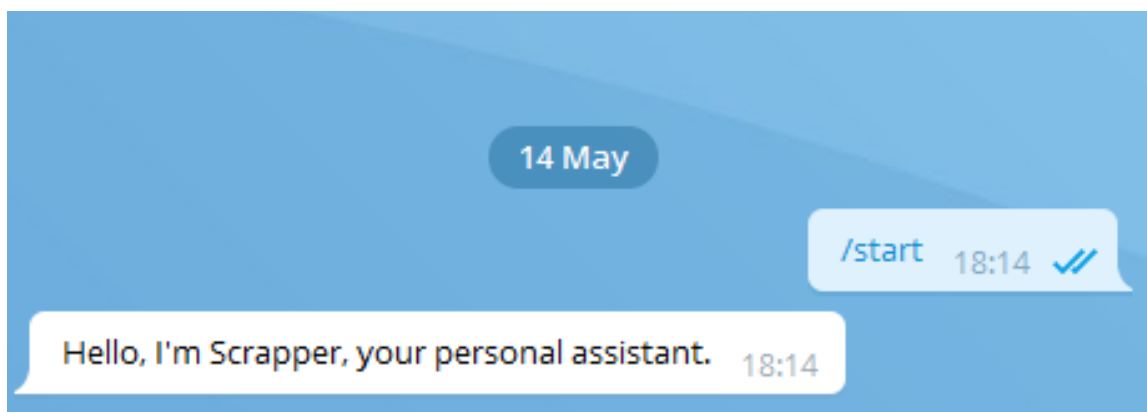 14 May
/start 18:14
Hello, I'm Scrapper, your personal assistant. 18:14